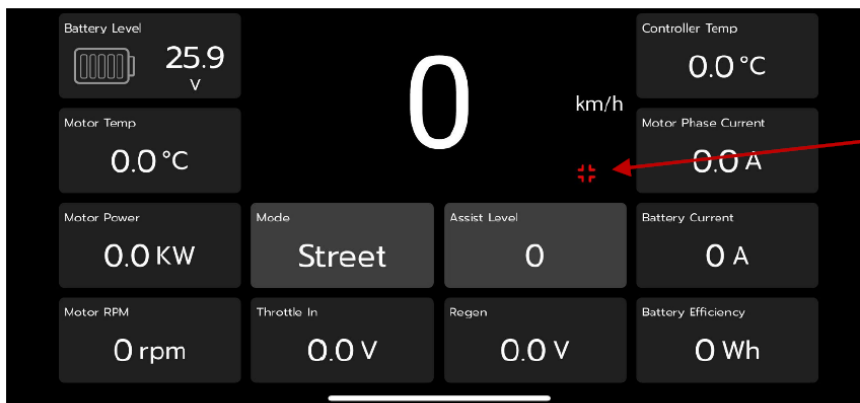 Battery Level
25.9
V
0
km/h
Controller Temp
0.0 °C
Motor Temp
0.0 °C
Motor Phase Current
0.0 A
Motor Power
0.0 KW
Mode
Street
Assist Level
0
Battery Current
0 A
Motor RPM
0 rpm
Throttle In
0.0 V
Regen
0.0 V
Battery Efficiency
0 Wh